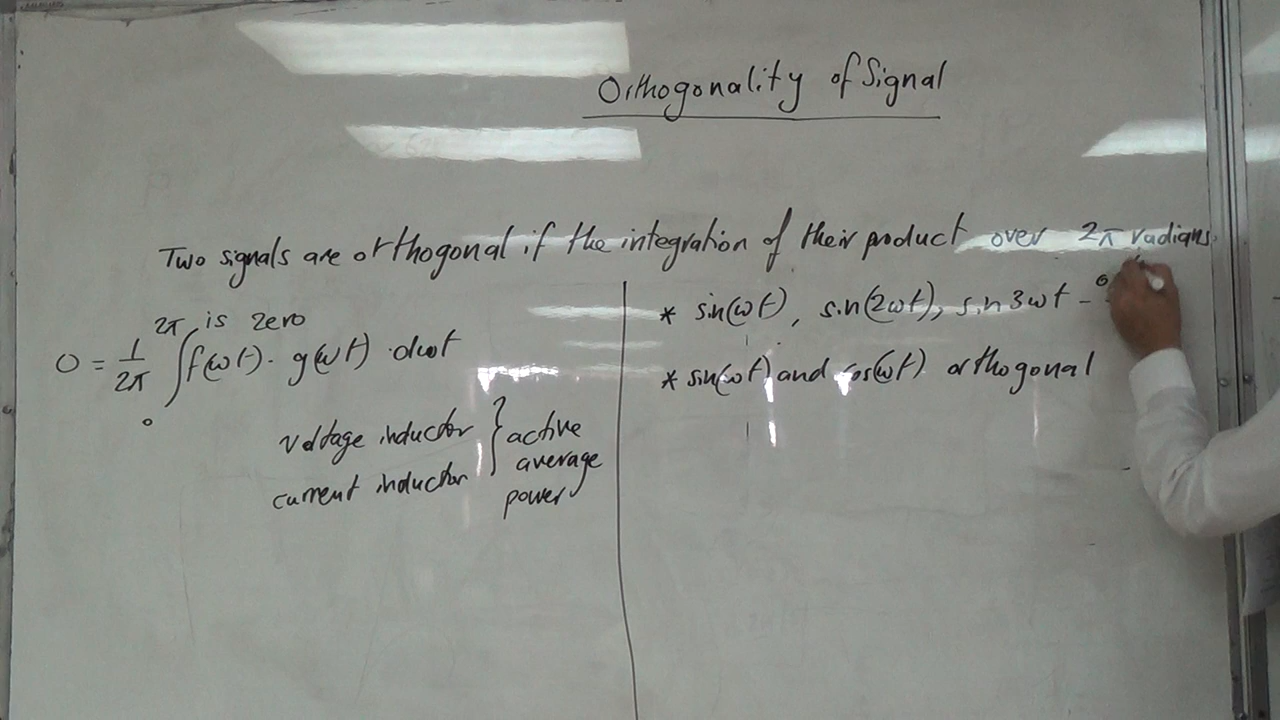 Orthogonality of Signal
Two signals are orthogonal if the integration of their product over 2π radians
is zero
0 = 1/2π ∫₀^2π f(ωt) · g(ωt) · dωt
voltage inductor } active
current inductor average
power
* sin(ωt), sin(2ωt), sin 3ωt -
* sin(ωt) and cos(ωt) orthogonal